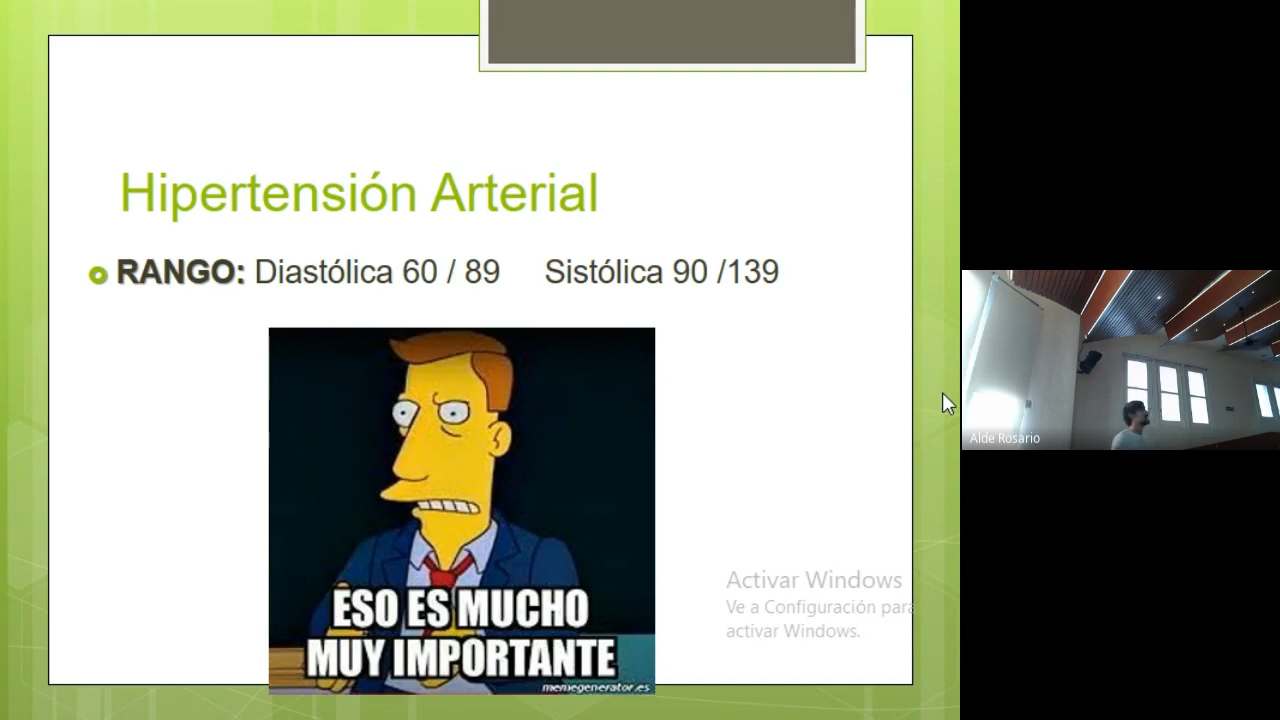 Hipertensión Arterial
RANGO: Diastólica 60 / 89 Sistólica 90 /139
ESO ES MUCHO
MUY IMPORTANTE
memegenerator.es
Activar Windows
Ve a Configuración para
activar Windows.
Alde Rosario